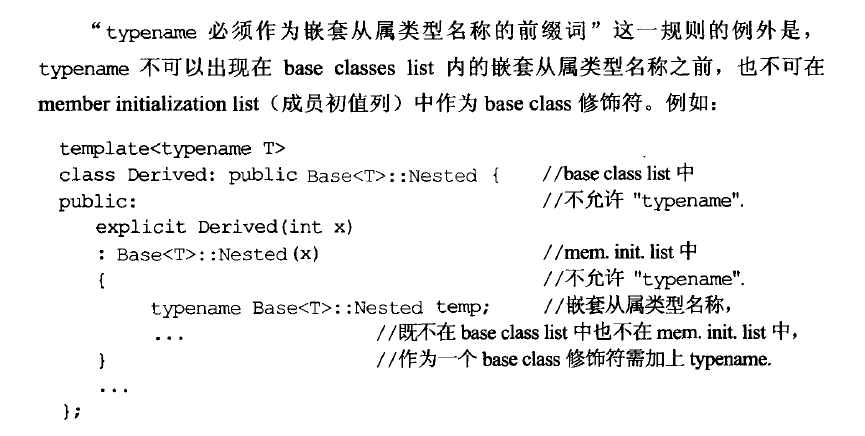 “typename 必须作为嵌套从属类型名称的前缀词”这一规则的例外是，
typename 不可以出现在 base classes list 内的嵌套从属类型名称之前，也不可在
member initialization list（成员初值列）中作为 base class 修饰符。例如：
template<typename T>
class Derived: public Base<T>::Nested { //base class list 中
public: //不允许 "typename".
explicit Derived(int x)
: Base<T>::Nested(x) //mem. init. list 中
{ //不允许 "typename".
typename Base<T>::Nested temp; //嵌套从属类型名称，
... //既不在 base class list 中也不在 mem. init. list 中，
} //作为一个 base class 修饰符需加上 typename.
...
};